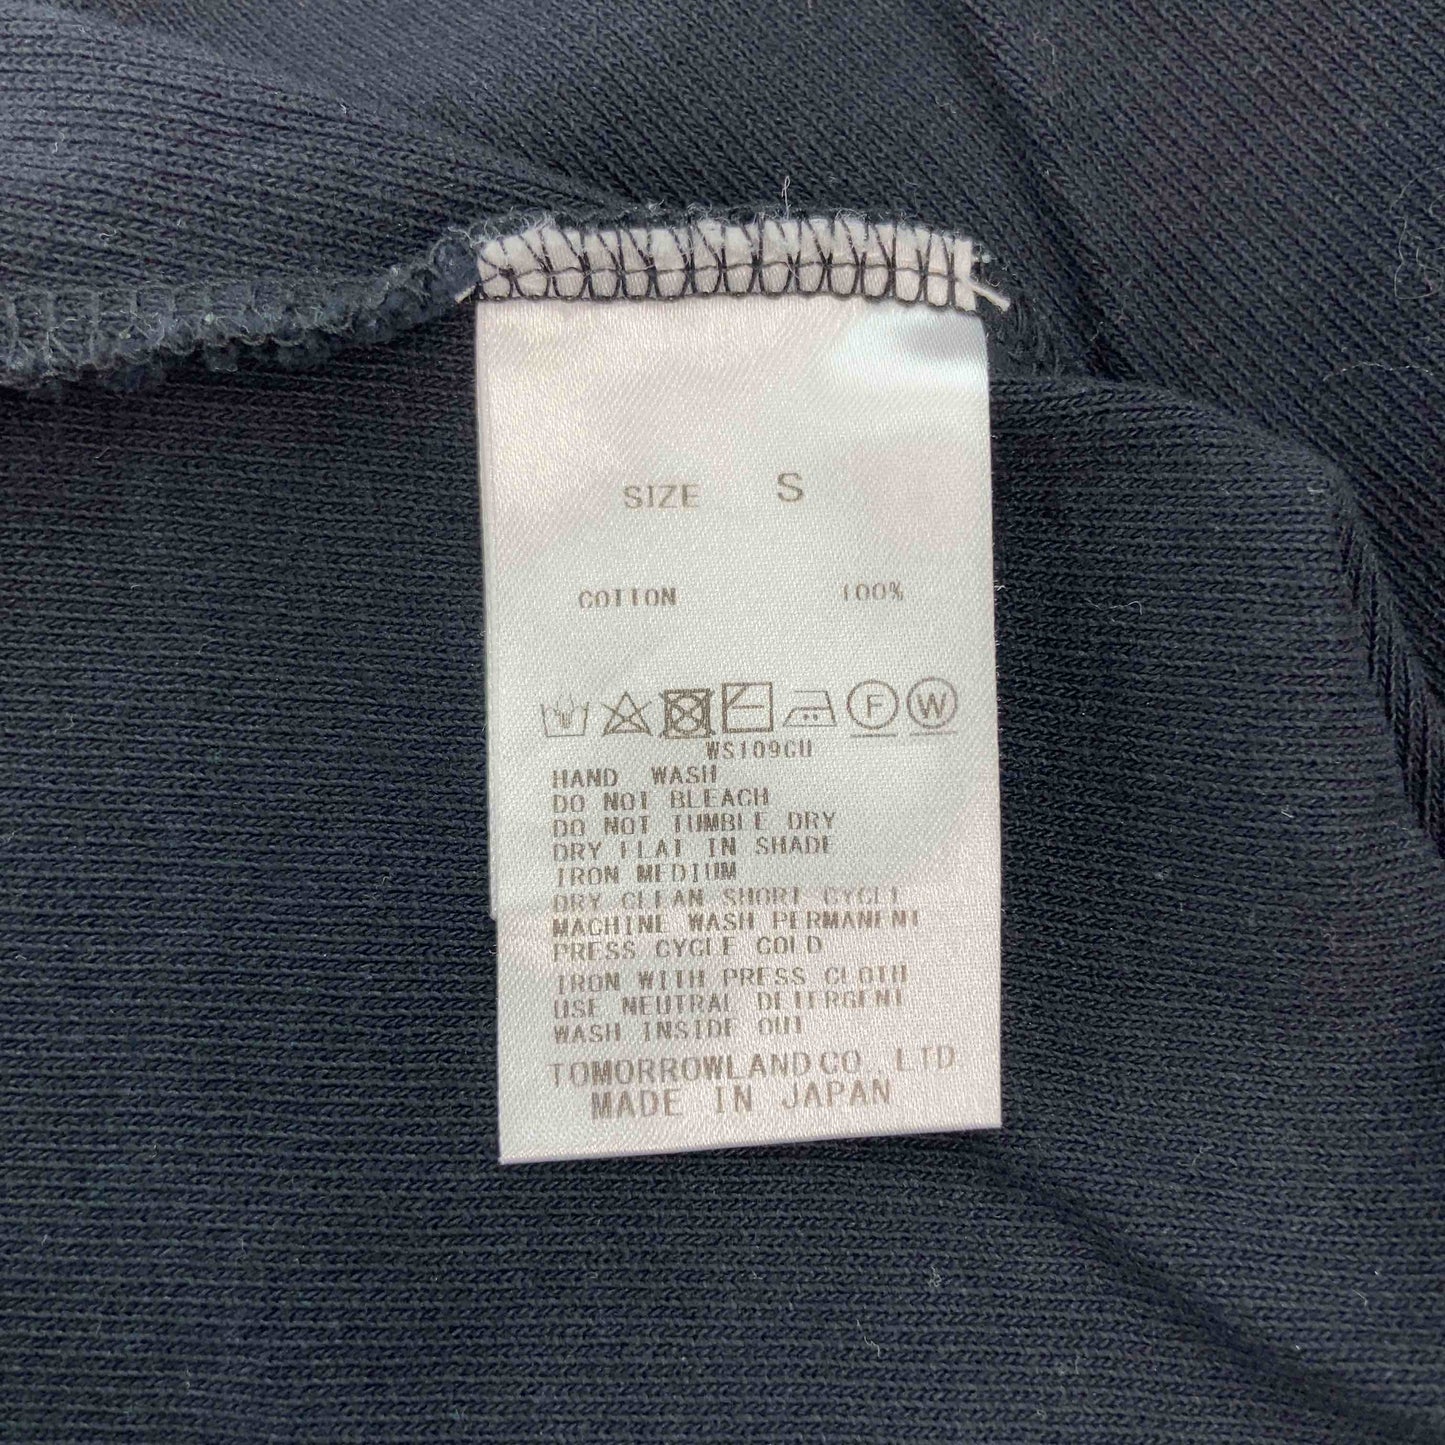 SIZE S
COTTON 100%
F W
WS109CU
HAND WASH
DO NOT BLEACH
DO NOT TUMBLE DRY
DRY FLAT IN SHADE
IRON MEDIUM
DRY CLEAN SHORT CYCLE
MACHINE WASH PERMANENT
PRESS CYCLE COLD
IRON WITH PRESS CLOTH
USE NEUTRAL DETERGENT
WASH INSIDE OUT
TOMORROWLAND CO., LTD
MADE IN JAPAN